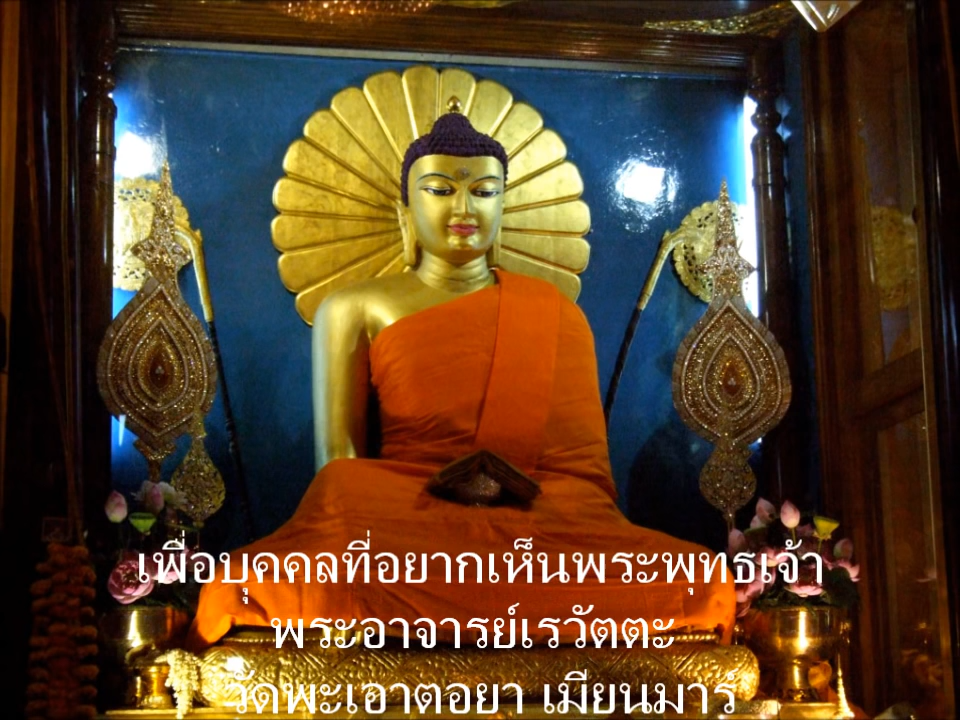 เพื่อบุคคลที่อยากเห็นพระพุทธเจ้า
พระอาจารย์เรวัตตะ
วัดพะเอาตอยา เมียนมาร์